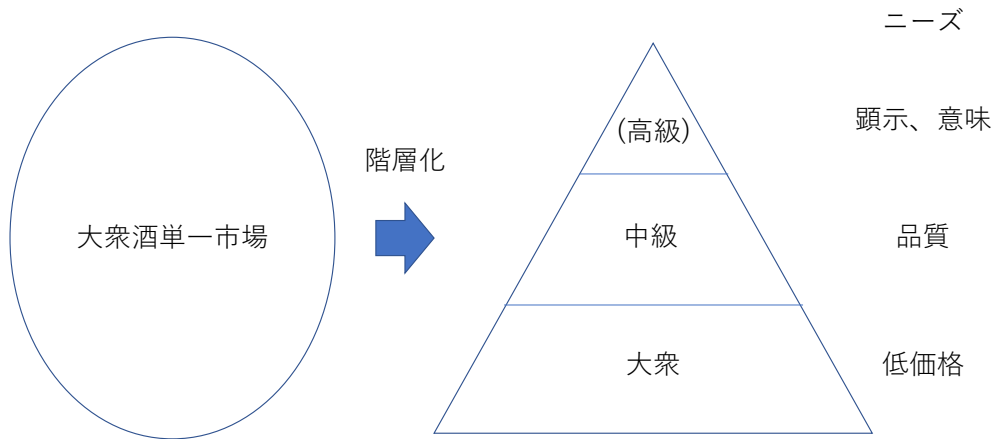 ニーズ
顕示、意味
(高級)
階層化
大衆酒単一市場
中級
品質
大衆
低価格